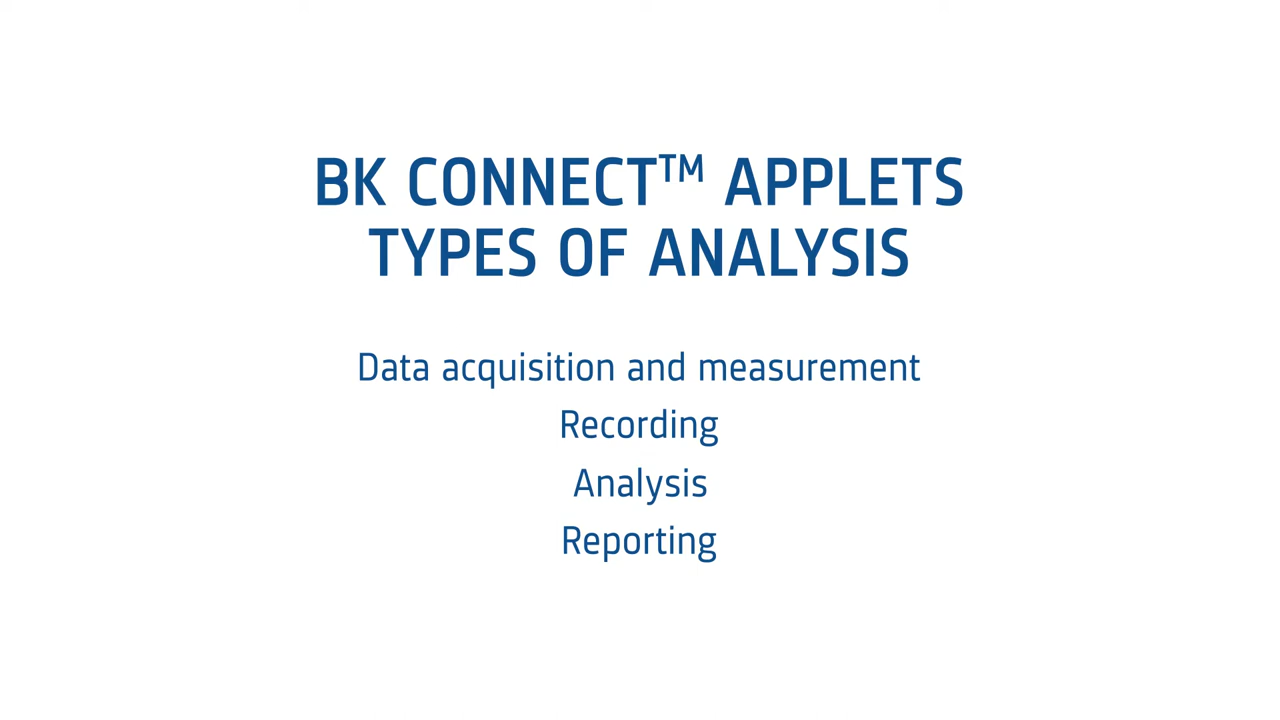 BK CONNECT™ APPLETS
TYPES OF ANALYSIS
Data acquisition and measurement
Recording
Analysis
Reporting